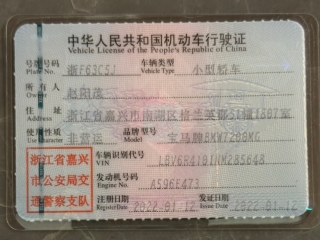 中华人民共和国机动车行驶证
Vehicle License of the People's Republic of China
号牌号码 浙F63C5J 车辆类型 小型轿车
Plate No. Vehicle Type
所有人
Owner
住址 浙江省嘉兴市南湖区格兰英郡
Address
使用性质 非营运 品牌型号 宝马牌
Use Character Model
浙江省嘉兴
市公安局交
通警察支队
车辆识别代号
VIN
发动机号码 A596E473
Engine No.
注册日期 2022-01-12 发证日期 2022-01-12
Register Date Issue Date